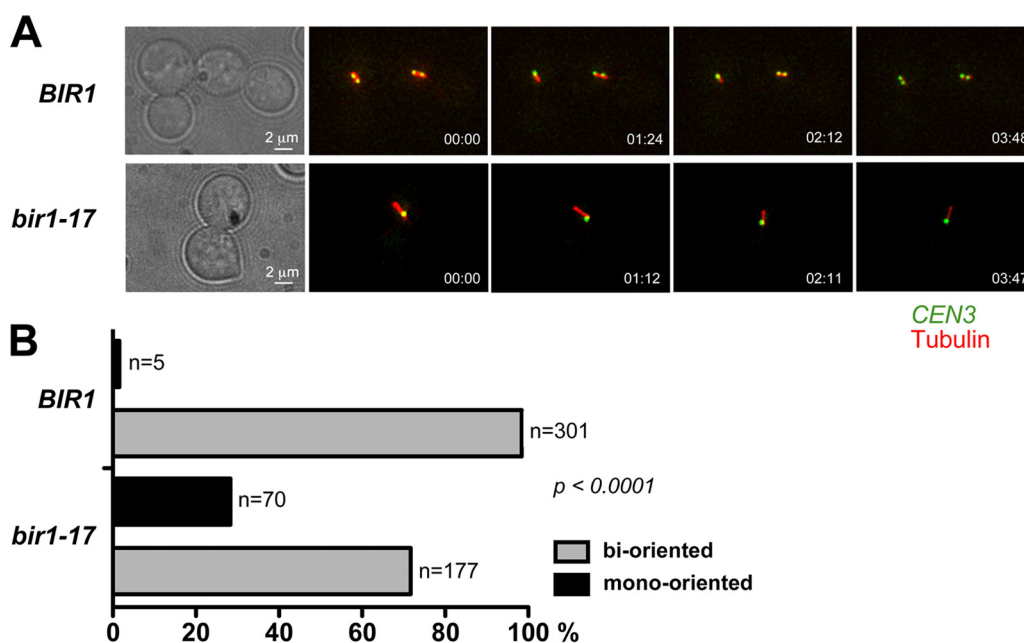 A
BIR1
2 µm
00:00
01:24
02:12
03:48
bir1-17
2 µm
00:00
01:12
02:11
03:47
CEN3
Tubulin
B
BIR1
n=5
n=301
bir1-17
n=70
n=177
p < 0.0001
bi-oriented
mono-oriented
0 20 40 60 80 100 %